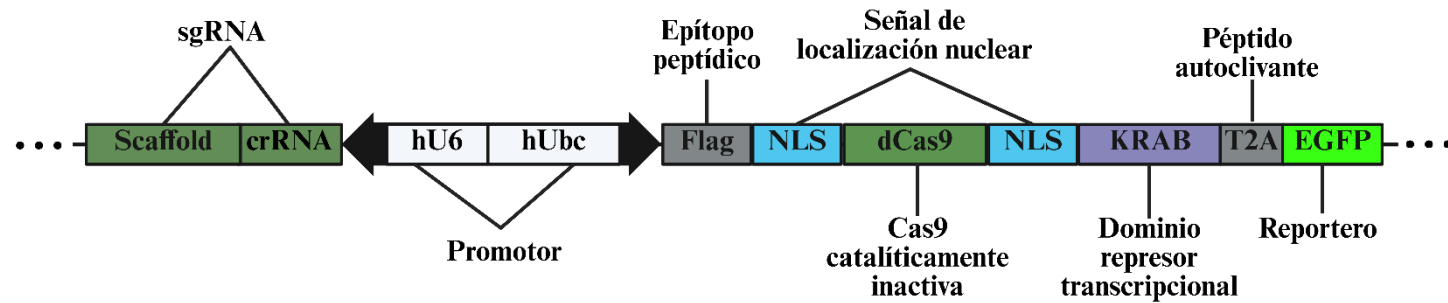 sgRNA
Epítopo
peptídico
Señal de
localización nuclear
Péptido
autoclivante
Scaffold crRNA hU6 hUbc Flag NLS dCas9 NLS KRAB T2A EGFP
Promotor
Cas9
catalíticamente
inactiva
Dominio
represor
transcripcional
Reportero